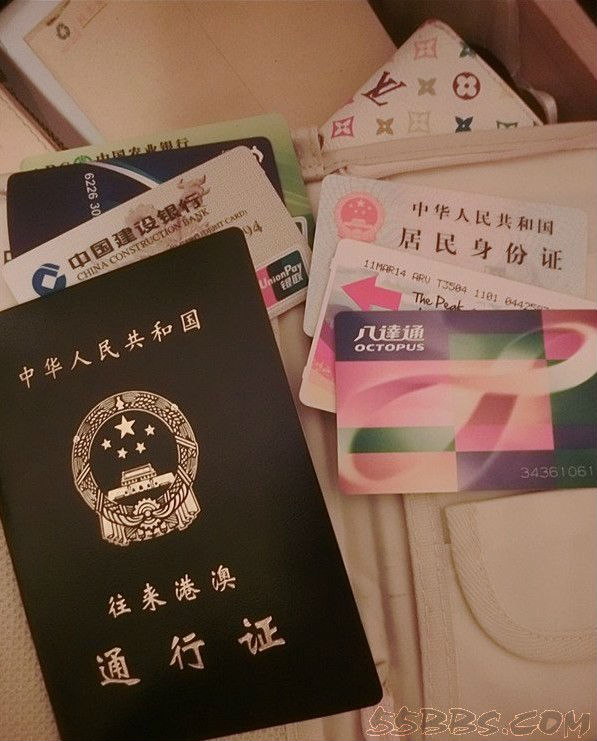 中国农业银行
6226 30
中国建设银行
CHINA CONSTRUCTION BANK
UnionPay
银联
中华人民共和国
居民身份证
11MAR14 ARV T3504 1101
The Peak
八達通
OCTOPUS
34361061
中华人民共和国
往来港澳
通行证
55BBS.COM